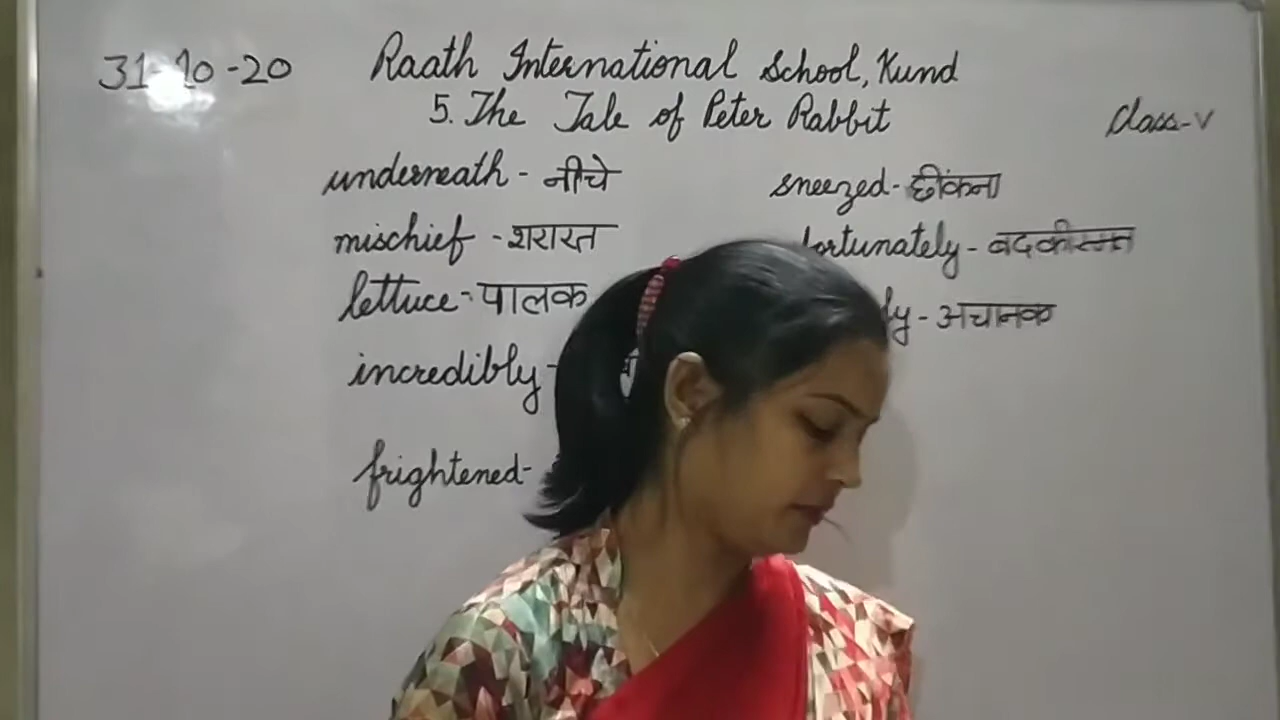 31-10-20 Raath International School, Kund
5. The Tale of Peter Rabbit Class-V
underneath - नीचे sneezed - छींकना
mischief - शरारत fortunately - बदकीस्मत
lettuce - पालक अचानक
incredibly -
frightened -